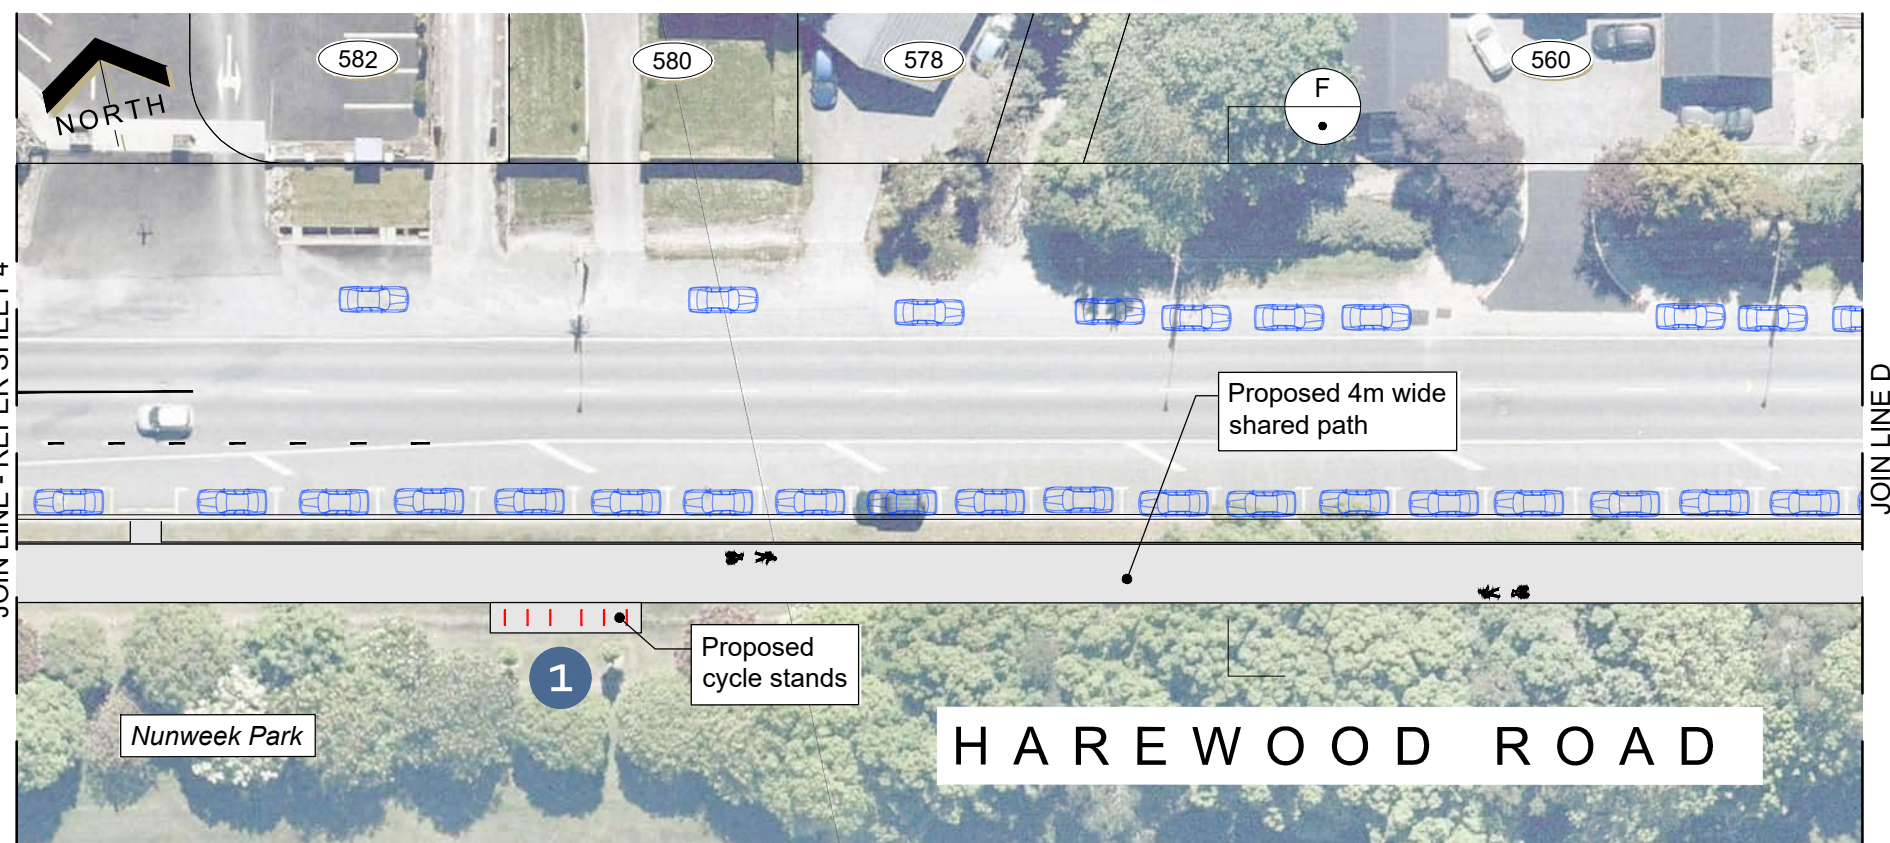 582
580
578
560
F
NORTH
Proposed 4m wide
shared path
JOIN LINE D
Proposed
cycle stands
1
Nunweek Park
HAREWOOD ROAD